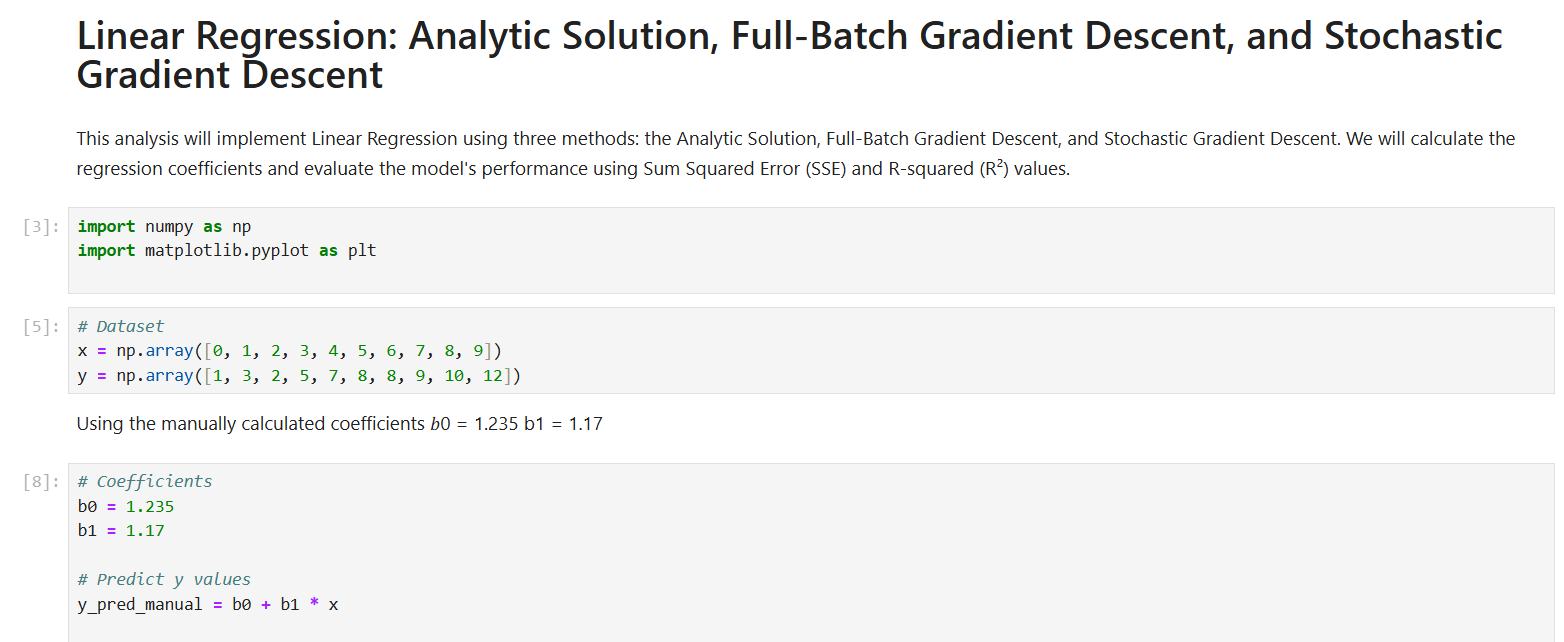 Linear Regression: Analytic Solution, Full-Batch Gradient Descent, and Stochastic
Gradient Descent
This analysis will implement Linear Regression using three methods: the Analytic Solution, Full-Batch Gradient Descent, and Stochastic Gradient Descent. We will calculate the
regression coefficients and evaluate the model's performance using Sum Squared Error (SSE) and R-squared (R²) values.
[3]: import numpy as np
import matplotlib.pyplot as plt
[5]: # Dataset
x = np.array([0, 1, 2, 3, 4, 5, 6, 7, 8, 9])
y = np.array([1, 3, 2, 5, 7, 8, 8, 9, 10, 12])
Using the manually calculated coefficients b0 = 1.235 b1 = 1.17
[8]: # Coefficients
b0 = 1.235
b1 = 1.17
# Predict y values
y_pred_manual = b0 + b1 * x